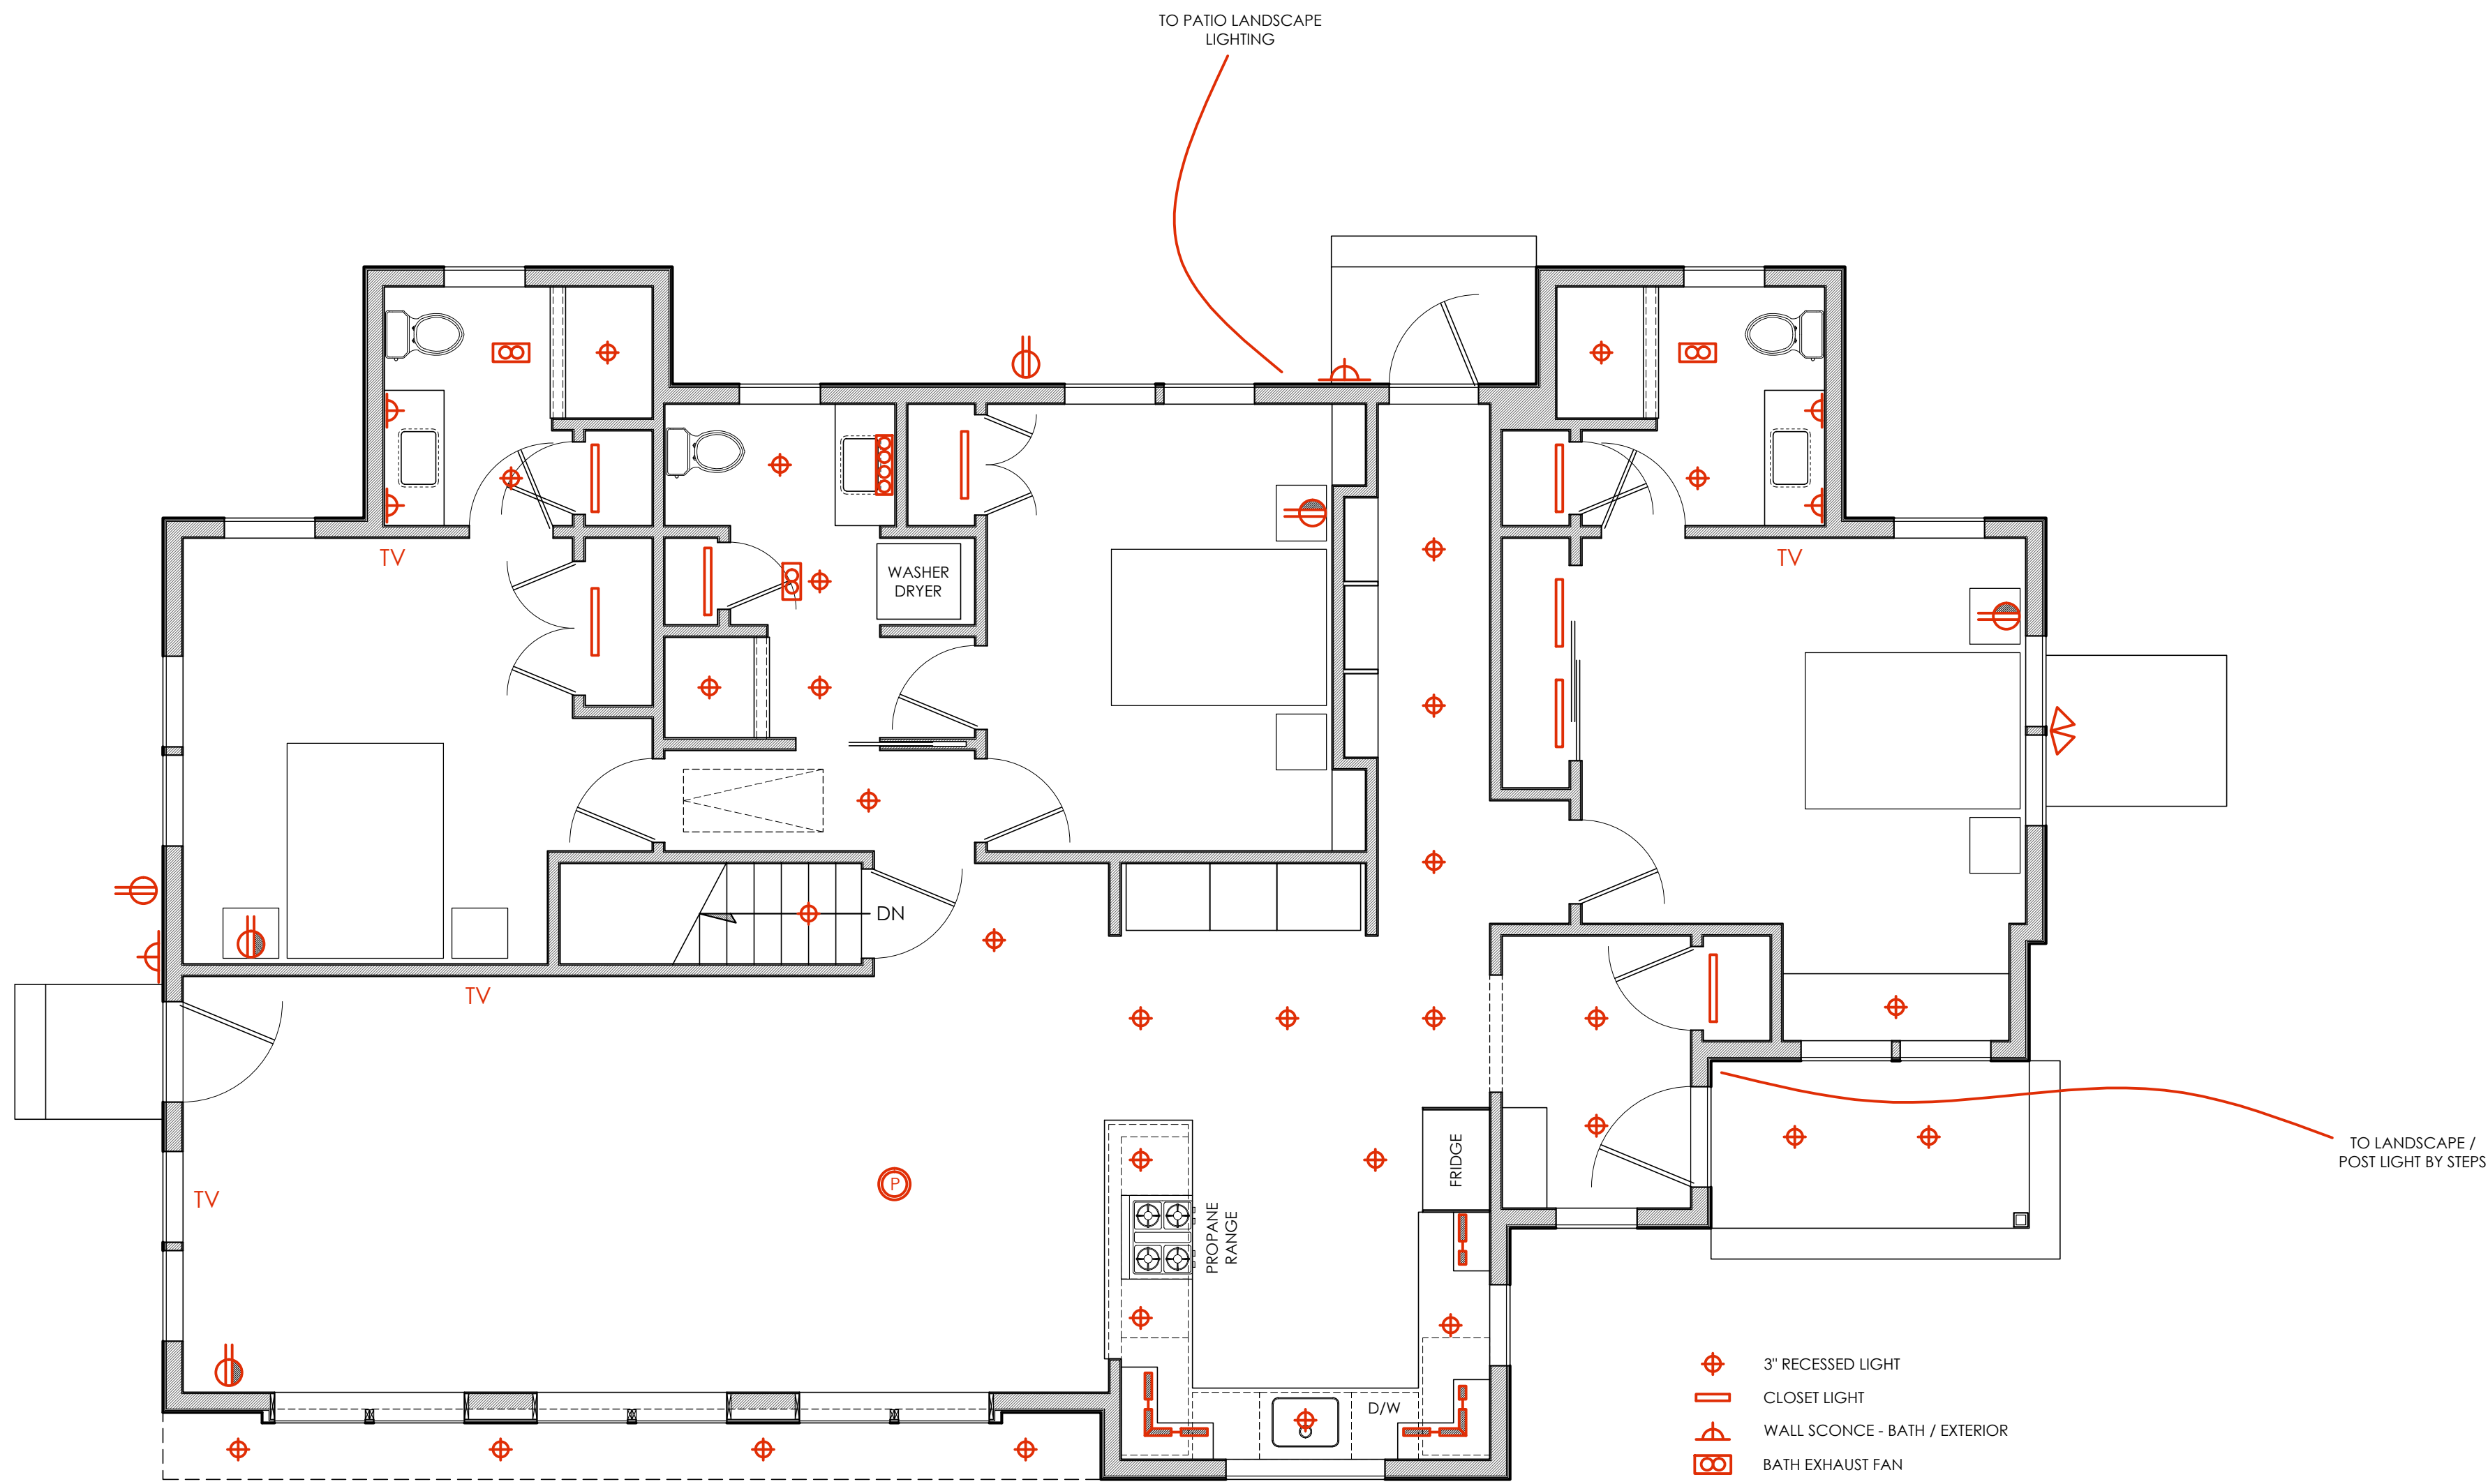 TO PATIO LANDSCAPE
LIGHTING
TV
TV
WASHER
DRYER
DN
TV
TV
P
FRIDGE
PROPANE
RANGE
TO LANDSCAPE /
POST LIGHT BY STEPS
D/W
3" RECESSED LIGHT
CLOSET LIGHT
WALL SCONCE - BATH / EXTERIOR
BATH EXHAUST FAN